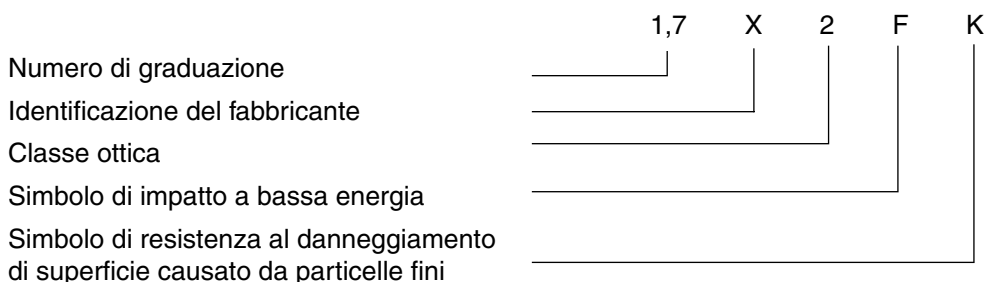 1,7 X 2 F K
Numero di graduazione
Identificazione del fabbricante
Classe ottica
Simbolo di impatto a bassa energia
Simbolo di resistenza al danneggiamento
di superficie causato da particelle fini